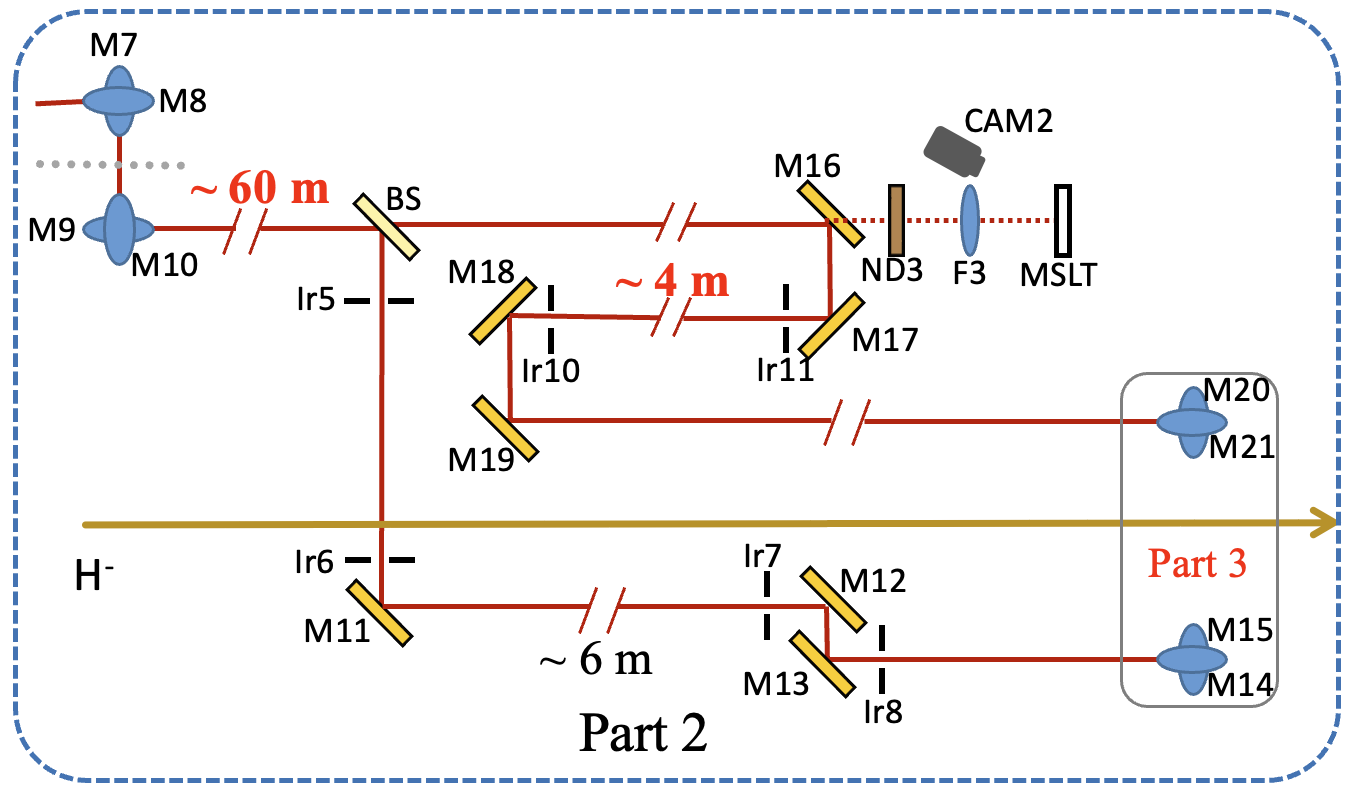 M7
M8
CAM2
M16
~ 60 m
BS
M9
M10
ND3
F3
MSLT
M18
~ 4 m
Ir5
M17
Ir10
Ir11
M20
M21
M19
H-
Ir6
Ir7
Part 3
M12
M11
~ 6 m
M15
M13
M14
Ir8
Part 2